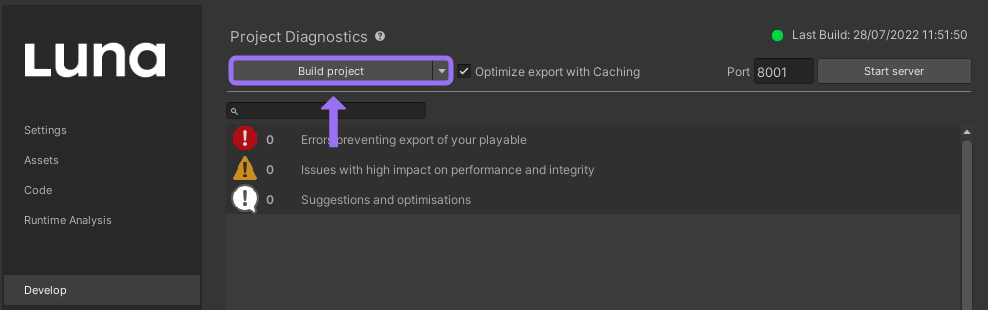 Luna
Project Diagnostics
Last Build: 28/07/2022 11:51:50
Build project
Optimize export with Caching
Port 8001
Start server
Settings
Assets
Code
Runtime Analysis
Develop
0 Errors preventing export of your playable
0 Issues with high impact on performance and integrity
0 Suggestions and optimisations